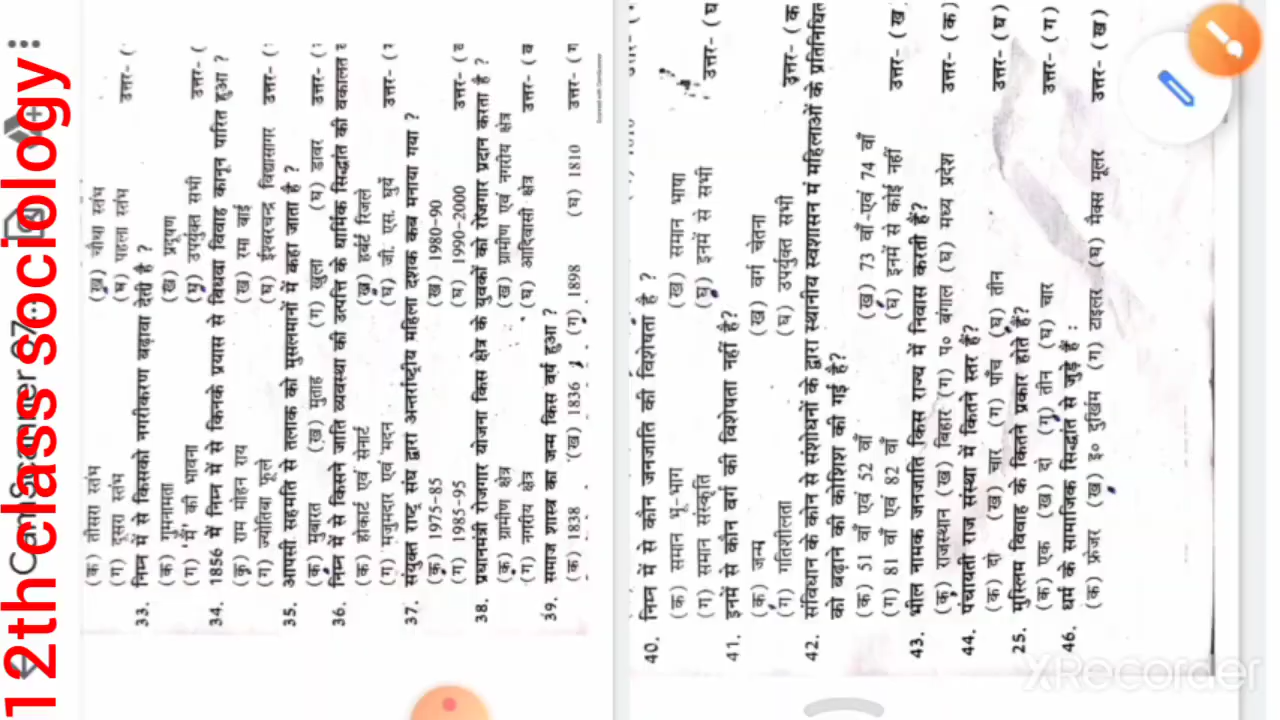 12th class sociology :
CamScanner 07...
(क) तीसरा स्तंभ (ख) चौथा स्तंभ
(ग) दूसरा स्तंभ (घ) पहला स्तंभ उत्तर- (
33. निम्न में से किसको नगरीकरण बढ़ावा देती है ?
(क) गुमनामता (ख) प्रदूषण
(ग) 'मैं' की भावना (घ) उपर्युक्त सभी उत्तर- (
34. 1856 में निम्न में से किनके प्रयास से विधवा विवाह कानून पारित हुआ ?
(क) राम मोहन राय (ख) रमा बाई
(ग) ज्योतिबा फूले (घ) ईश्वरचन्द्र विद्यासागर उत्तर- (
35. आपसी सहमति से तलाक को मुसलमानों में कहा जाता है ?
(क) मुबारत (ख) मुताह (ग) खुला (घ) डावर उत्तर- (
36. निम्न में से किसने जाति व्यवस्था की उत्पत्ति के धार्मिक सिद्धांत की वकालत
(क) होकार्ट एवं सेनार्ट (ख) हर्बर्ट रिजले
(ग) मजुमदार एवं मदन (घ) जी. एस. घुर्ये उत्तर- (
37. संयुक्त राष्ट संघ द्वारा अन्तर्राष्ट्रीय महिला दशक कब मनाया गया ?
(क) 1975-85 (ख) 1980-90
(ग) 1985-95 (घ) 1990-2000 उत्तर- (
38. प्रधानमंत्री रोजगार योजना किस क्षेत्र के युवकों को रोजगार प्रदान करता है ?
(क) ग्रामीण क्षेत्र (ख) ग्रामीण एवं नगरीय क्षेत्र
(ग) नगरीय क्षेत्र (घ) आदिवासी क्षेत्र उत्तर- (ख
39. समाज शास्त्र का जन्म किस वर्ष हुआ ?
(क) 1838 (ख) 1836 (ग) 1898 (घ) 1810 उत्तर- (ग
Scanned with CamScanner
40. निम्न में से कौन जनजाति की विशेषता है ?
(क) समान भू-भाग (ख) समान भाषा
(ग) समान संस्कृति (घ) इनमें से सभी उत्तर- (घ
41. इनमें से कौन वर्ग की विशेषता नहीं है?
(क) जन्म (ख) वर्ग चेतना
(ग) गतिशीलता (घ) उपर्युक्त सभी उत्तर- (क
42. संविधान के कौन से संशोधनों के द्वारा स्थानीय स्वशासन में महिलाओं के प्रतिनिधित
को बढ़ाने की कोशिश की गई है?
(क) 51 वाँ एवं 52 वाँ (ख) 73 वाँ-एवं 74 वाँ
(ग) 81 वाँ एवं 82 वाँ (घ) इनमें से कोई नहीं उत्तर- (ख)
43. भील नामक जनजाति किस राज्य में निवास करती हैं?
(क) राजस्थान (ख) बिहार (ग) प० बंगाल (घ) मध्य प्रदेश उत्तर- (क)
44. पंचायती राज संस्था में कितने स्तर हैं?
(क) दो (ख) चार (ग) पाँच (घ) तीन उत्तर- (घ)
25. मुस्लिम विवाह के कितने प्रकार होते हैं?
(क) एक (ख) दो (ग) तीन (घ) चार उत्तर- (ग)
46. धर्म के सामाजिक सिद्धांत से जुड़े हैं :
(क) फ्रेजर (ख) इ० दुर्खिम (ग) टाइलर (घ) मैक्स मूलर उत्तर- (ख)
XRecorder